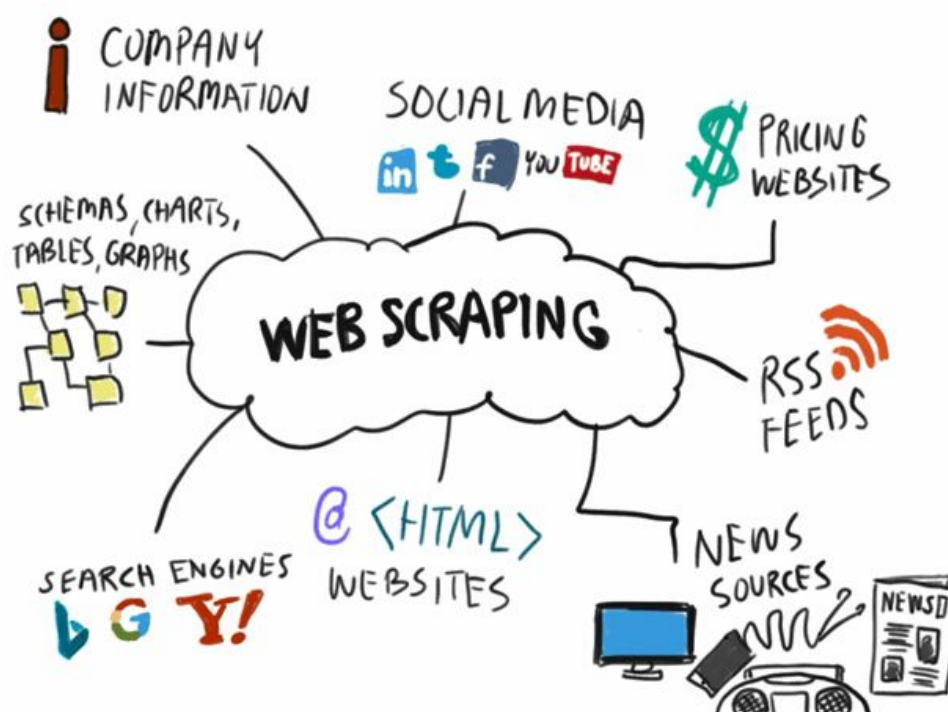 COMPANY
INFORMATION
SOCIAL MEDIA
in t f YOU TUBE
$ PRICING
WEBSITES
SCHEMAS, CHARTS,
TABLES, GRAPHS
WEB SCRAPING
RSS
FEEDS
@ <HTML>
WEBSITES
SEARCH ENGINES
b G Y!
NEWS
SOURCES
NEWS